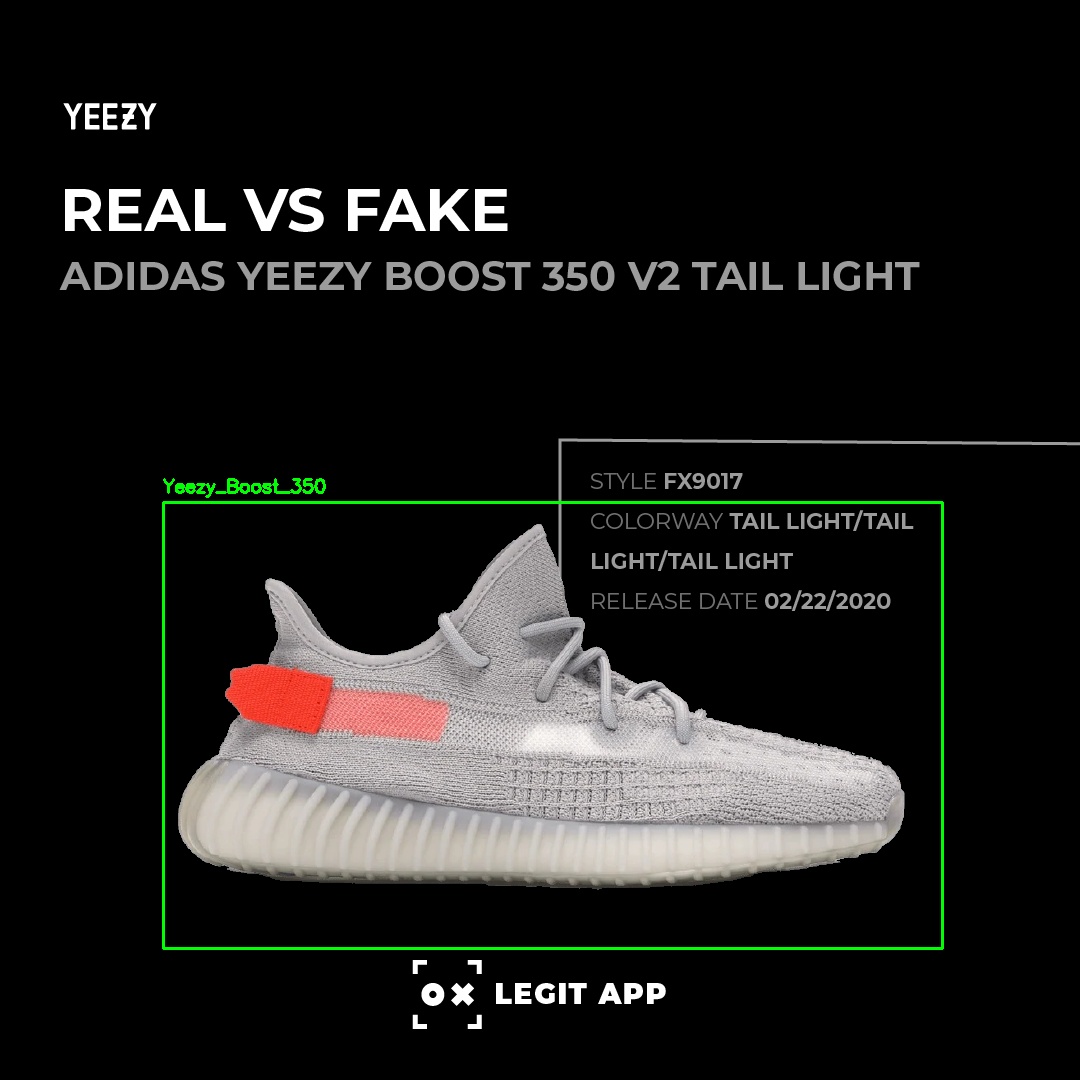 YEEZY
REAL VS FAKE
ADIDAS YEEZY BOOST 350 V2 TAIL LIGHT
STYLE FX9017
Yeezy_Boost_350
COLORWAY TAIL LIGHT/TAIL
LIGHT/TAIL LIGHT
RELEASE DATE 02/22/2020
LEGIT APP